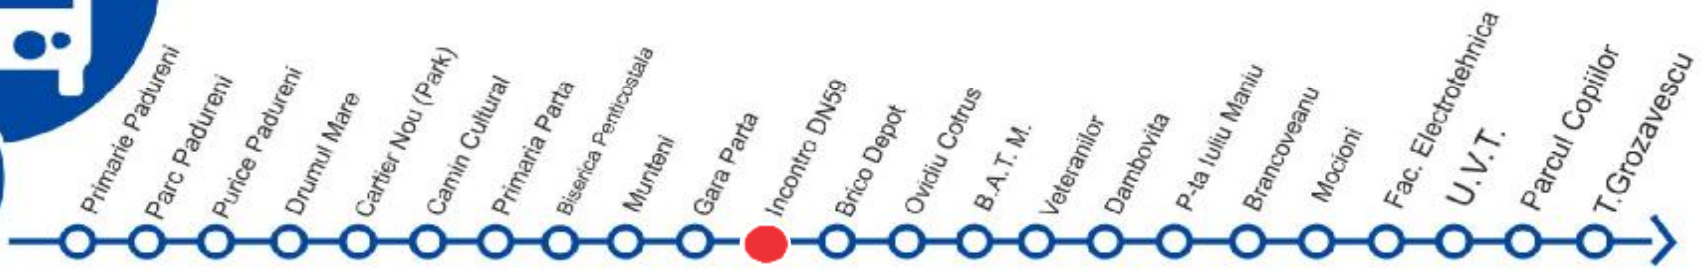 Primarie Padureni
Parc Padureni
Purice Padureni
Drumul Mare
Cartier Nou (Park)
Camin Cultural
Primaria Parta
Biserica Penticostala
Munteni
Gara Parta
Incontro DN59
Brico Depot
Ovidiu Cotrus
B.A.T.M.
Veteranilor
Dambovita
P-ta Iuliu Maniu
Brancoveanu
Mocioni
Fac. Electrotehnica
U.V.T.
Parcul Copiilor
T.Grozavescu